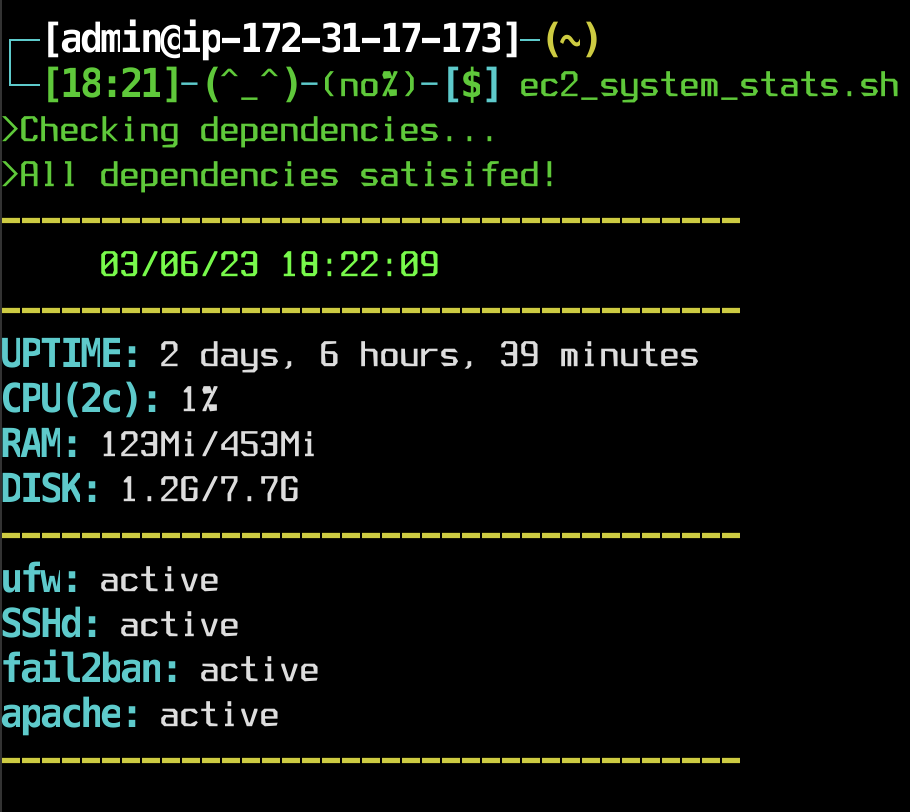 ┌──[admin@ip-172-31-17-173]─(~)
└─[18:21]-(^_^)-(no%)-[$] ec2_system_stats.sh
>Checking dependencies...
>All dependencies satisifed!
-------------------------------------
03/06/23 18:22:09
-------------------------------------
UPTIME: 2 days, 6 hours, 39 minutes
CPU(2c): 1%
RAM: 123Mi/453Mi
DISK: 1.2G/7.7G
-------------------------------------
ufw: active
SSHd: active
fail2ban: active
apache: active
-------------------------------------